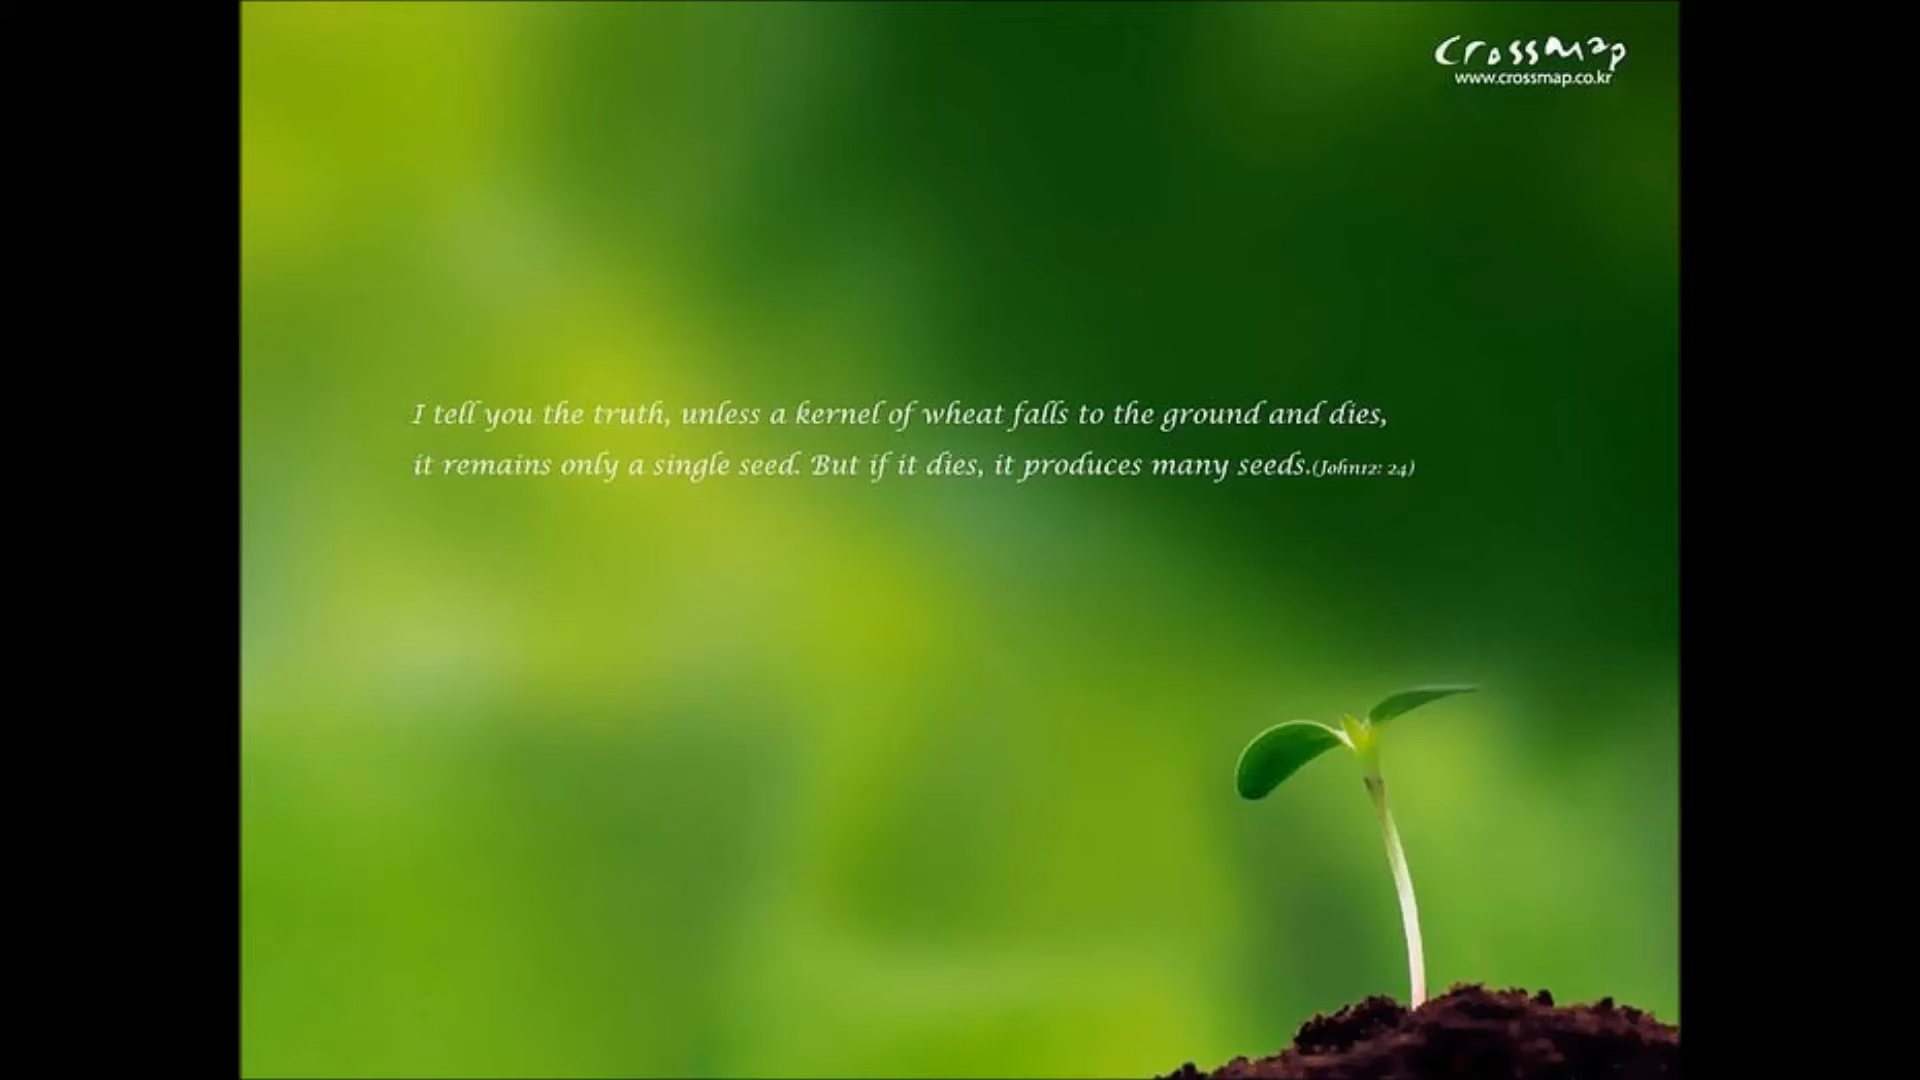 Crossmap
www.crossmap.co.kr
I tell you the truth, unless a kernel of wheat falls to the ground and dies,
it remains only a single seed. But if it dies, it produces many seeds.(John12: 24)